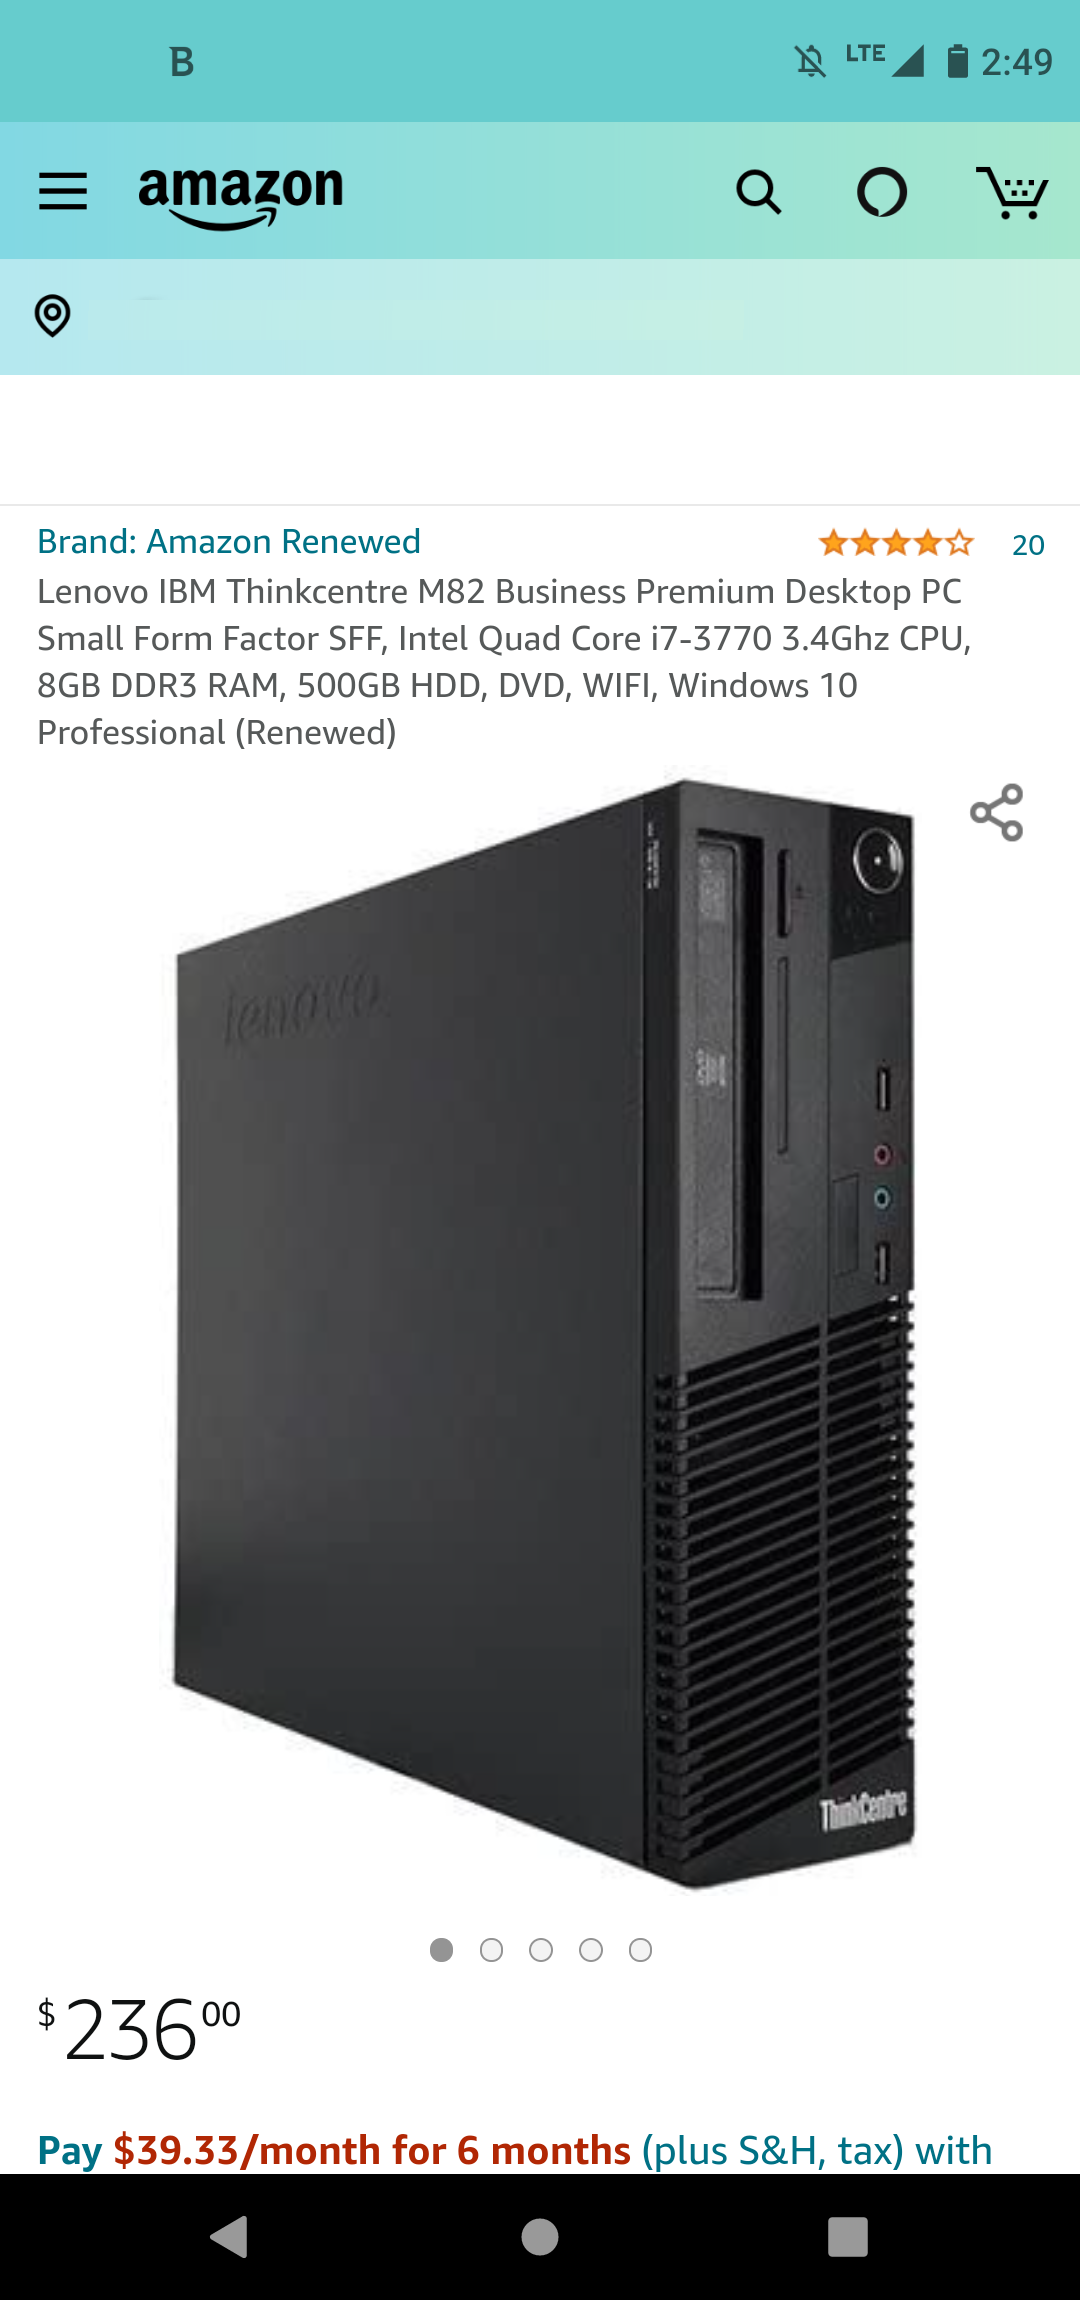 B LTE 2:49
amazon
Brand: Amazon Renewed 20
Lenovo IBM Thinkcentre M82 Business Premium Desktop PC
Small Form Factor SFF, Intel Quad Core i7-3770 3.4Ghz CPU,
8GB DDR3 RAM, 500GB HDD, DVD, WIFI, Windows 10
Professional (Renewed)
lenovo
ThinkCentre
$23600
Pay $39.33/month for 6 months (plus S&H, tax) with